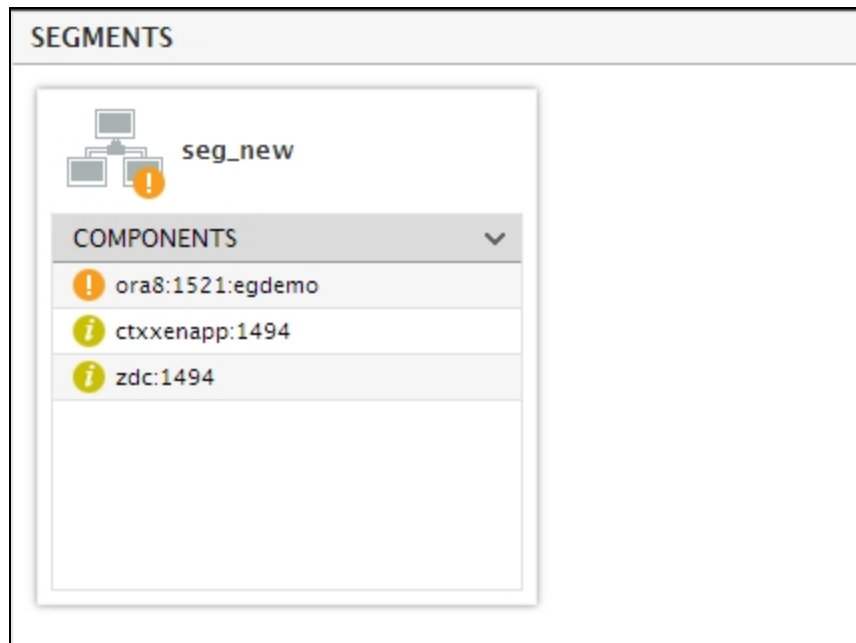 SEGMENTS
seg_new
COMPONENTS
ora8:1521:egdemo
ctxxenapp:1494
zdc:1494